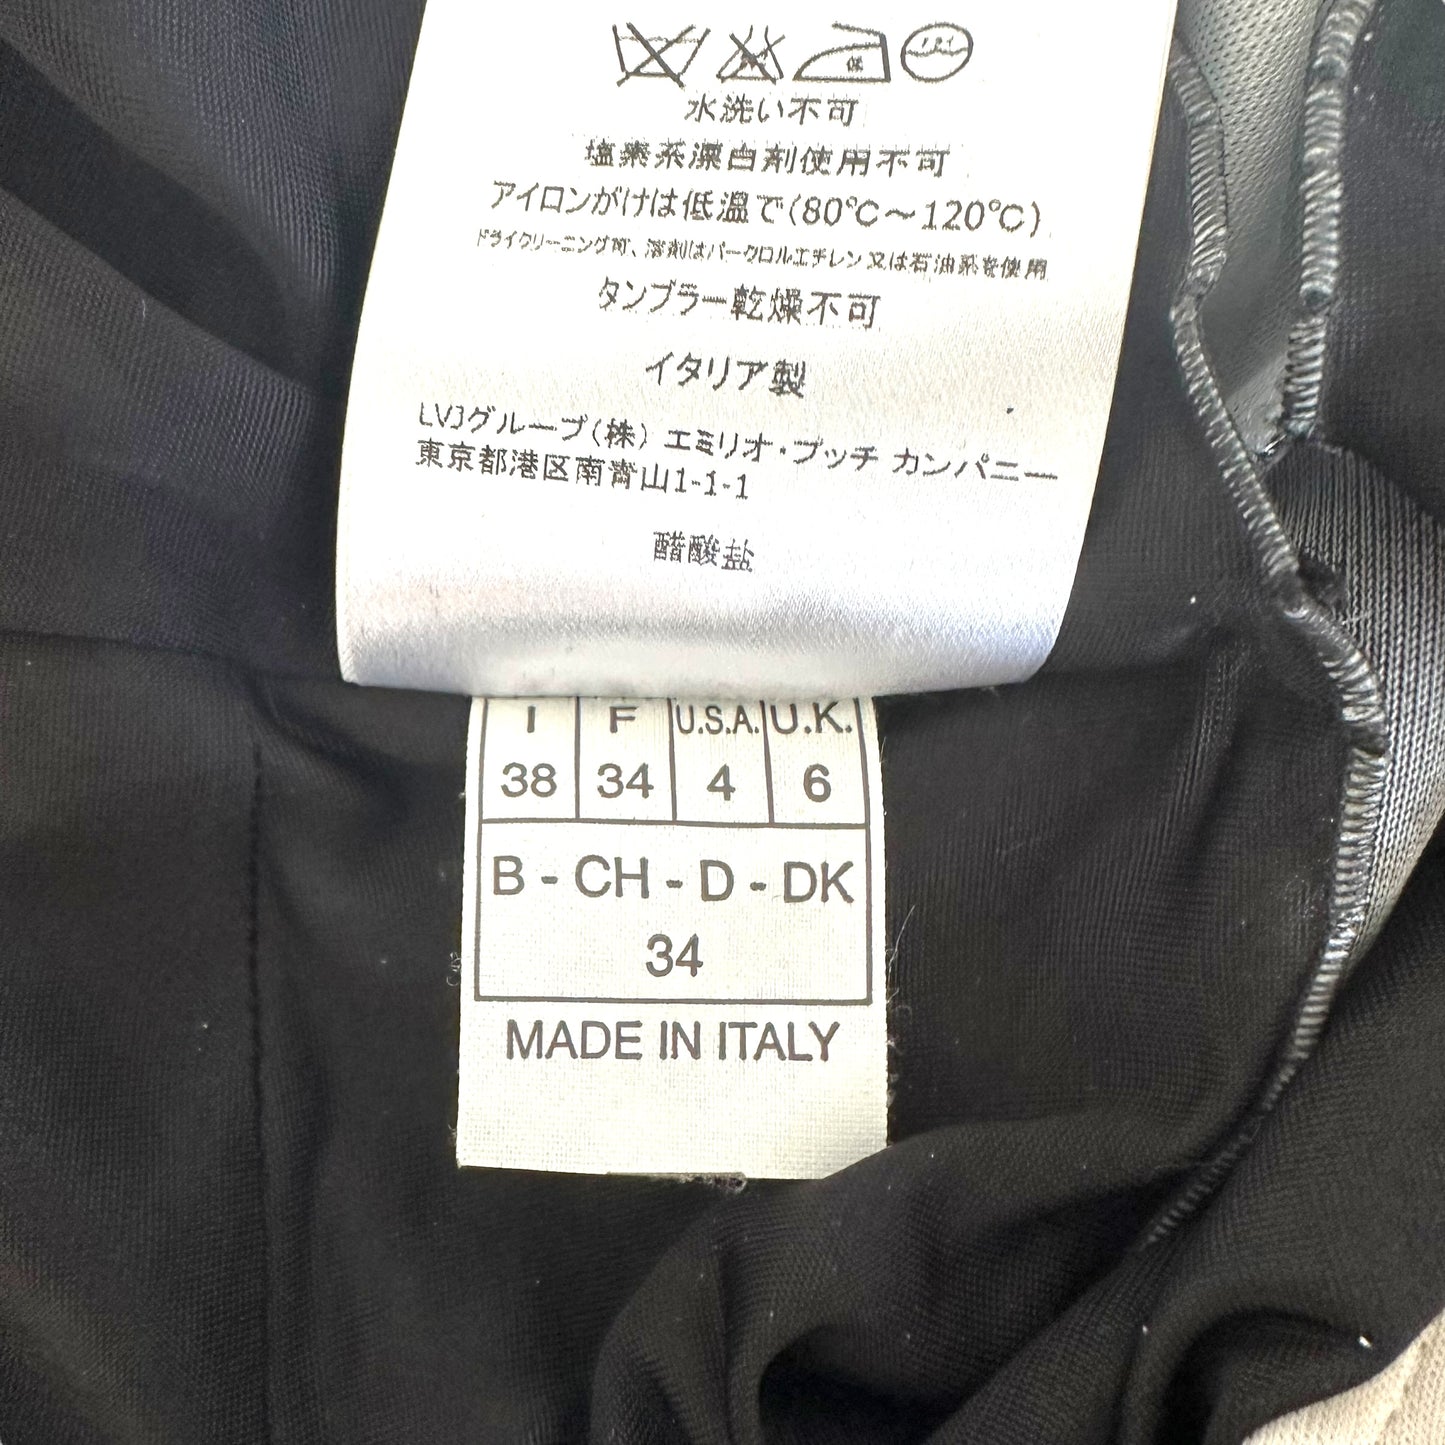 水洗い不可
塩素系漂白剤使用不可
アイロンがけは低温で(80℃～120℃)
ドライクリーニング可、溶剤はパークロルエチレン又は石油系を使用
タンブラー乾燥不可
イタリア製
LVJグループ(株) エミリオ・プッチ カンパニー
東京都港区南青山1-1-1
醋酸盐
I F U.S.A. U.K.
38 34 4 6
B - CH - D - DK
34
MADE IN ITALY